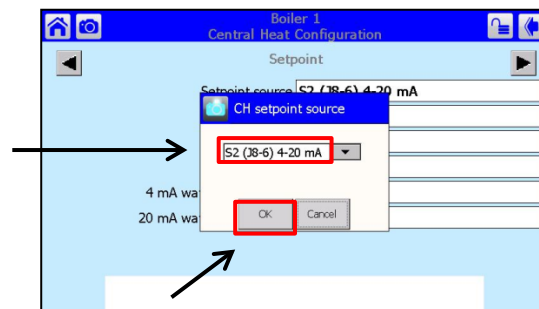 Boiler 1
Central Heat Configuration
Setpoint
Setpoint source S2 (J8-6) 4-20 mA
CH setpoint source
S2 (J8-6) 4-20 mA
4 mA wa
20 mA wa
OK Cancel